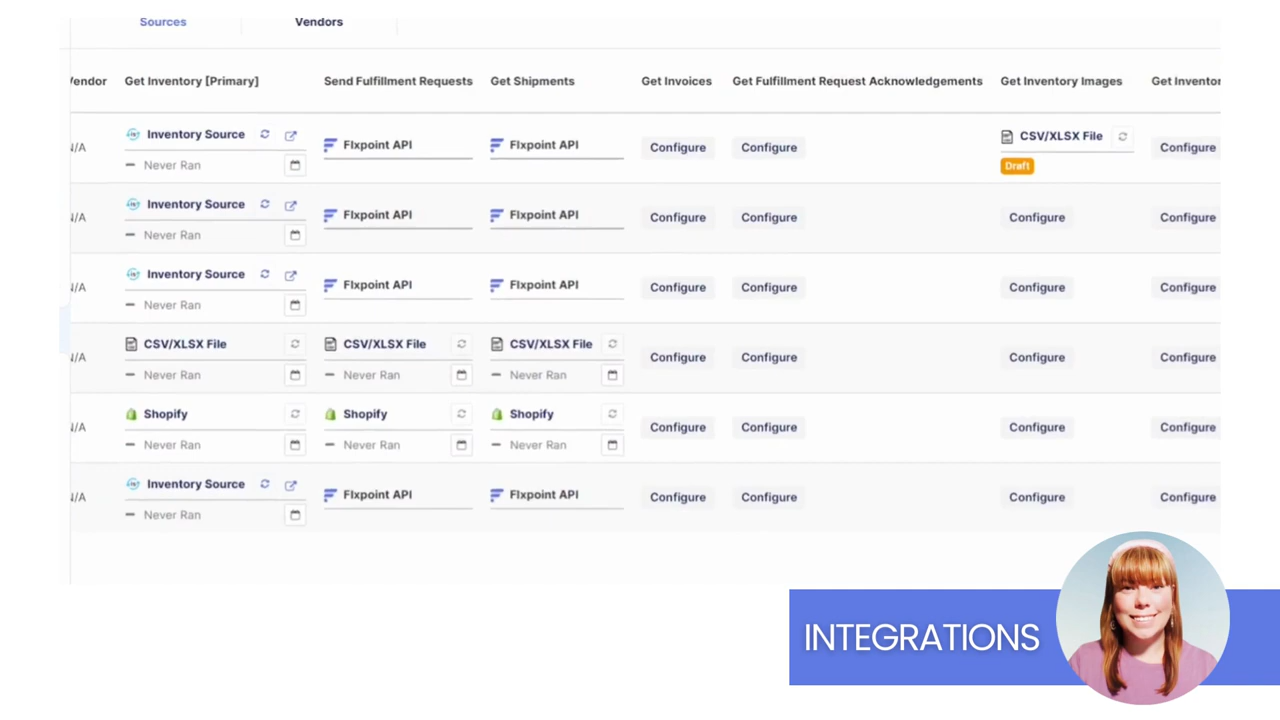 Sources Vendors
Vendor Get Inventory [Primary] Send Fulfillment Requests Get Shipments Get Invoices Get Fulfillment Request Acknowledgements Get Inventory Images Get Inventor
N/A Inventory Source Flxpoint API Flxpoint API Configure Configure CSV/XLSX File Configure
Never Ran Draft
N/A Inventory Source Flxpoint API Flxpoint API Configure Configure Configure Configure
Never Ran
N/A Inventory Source Flxpoint API Flxpoint API Configure Configure Configure Configure
Never Ran
N/A CSV/XLSX File CSV/XLSX File CSV/XLSX File Configure Configure Configure Configure
Never Ran Never Ran Never Ran
N/A Shopify Shopify Shopify Configure Configure Configure Configure
Never Ran Never Ran Never Ran
N/A Inventory Source Flxpoint API Flxpoint API Configure Configure Configure Configure
Never Ran
INTEGRATIONS